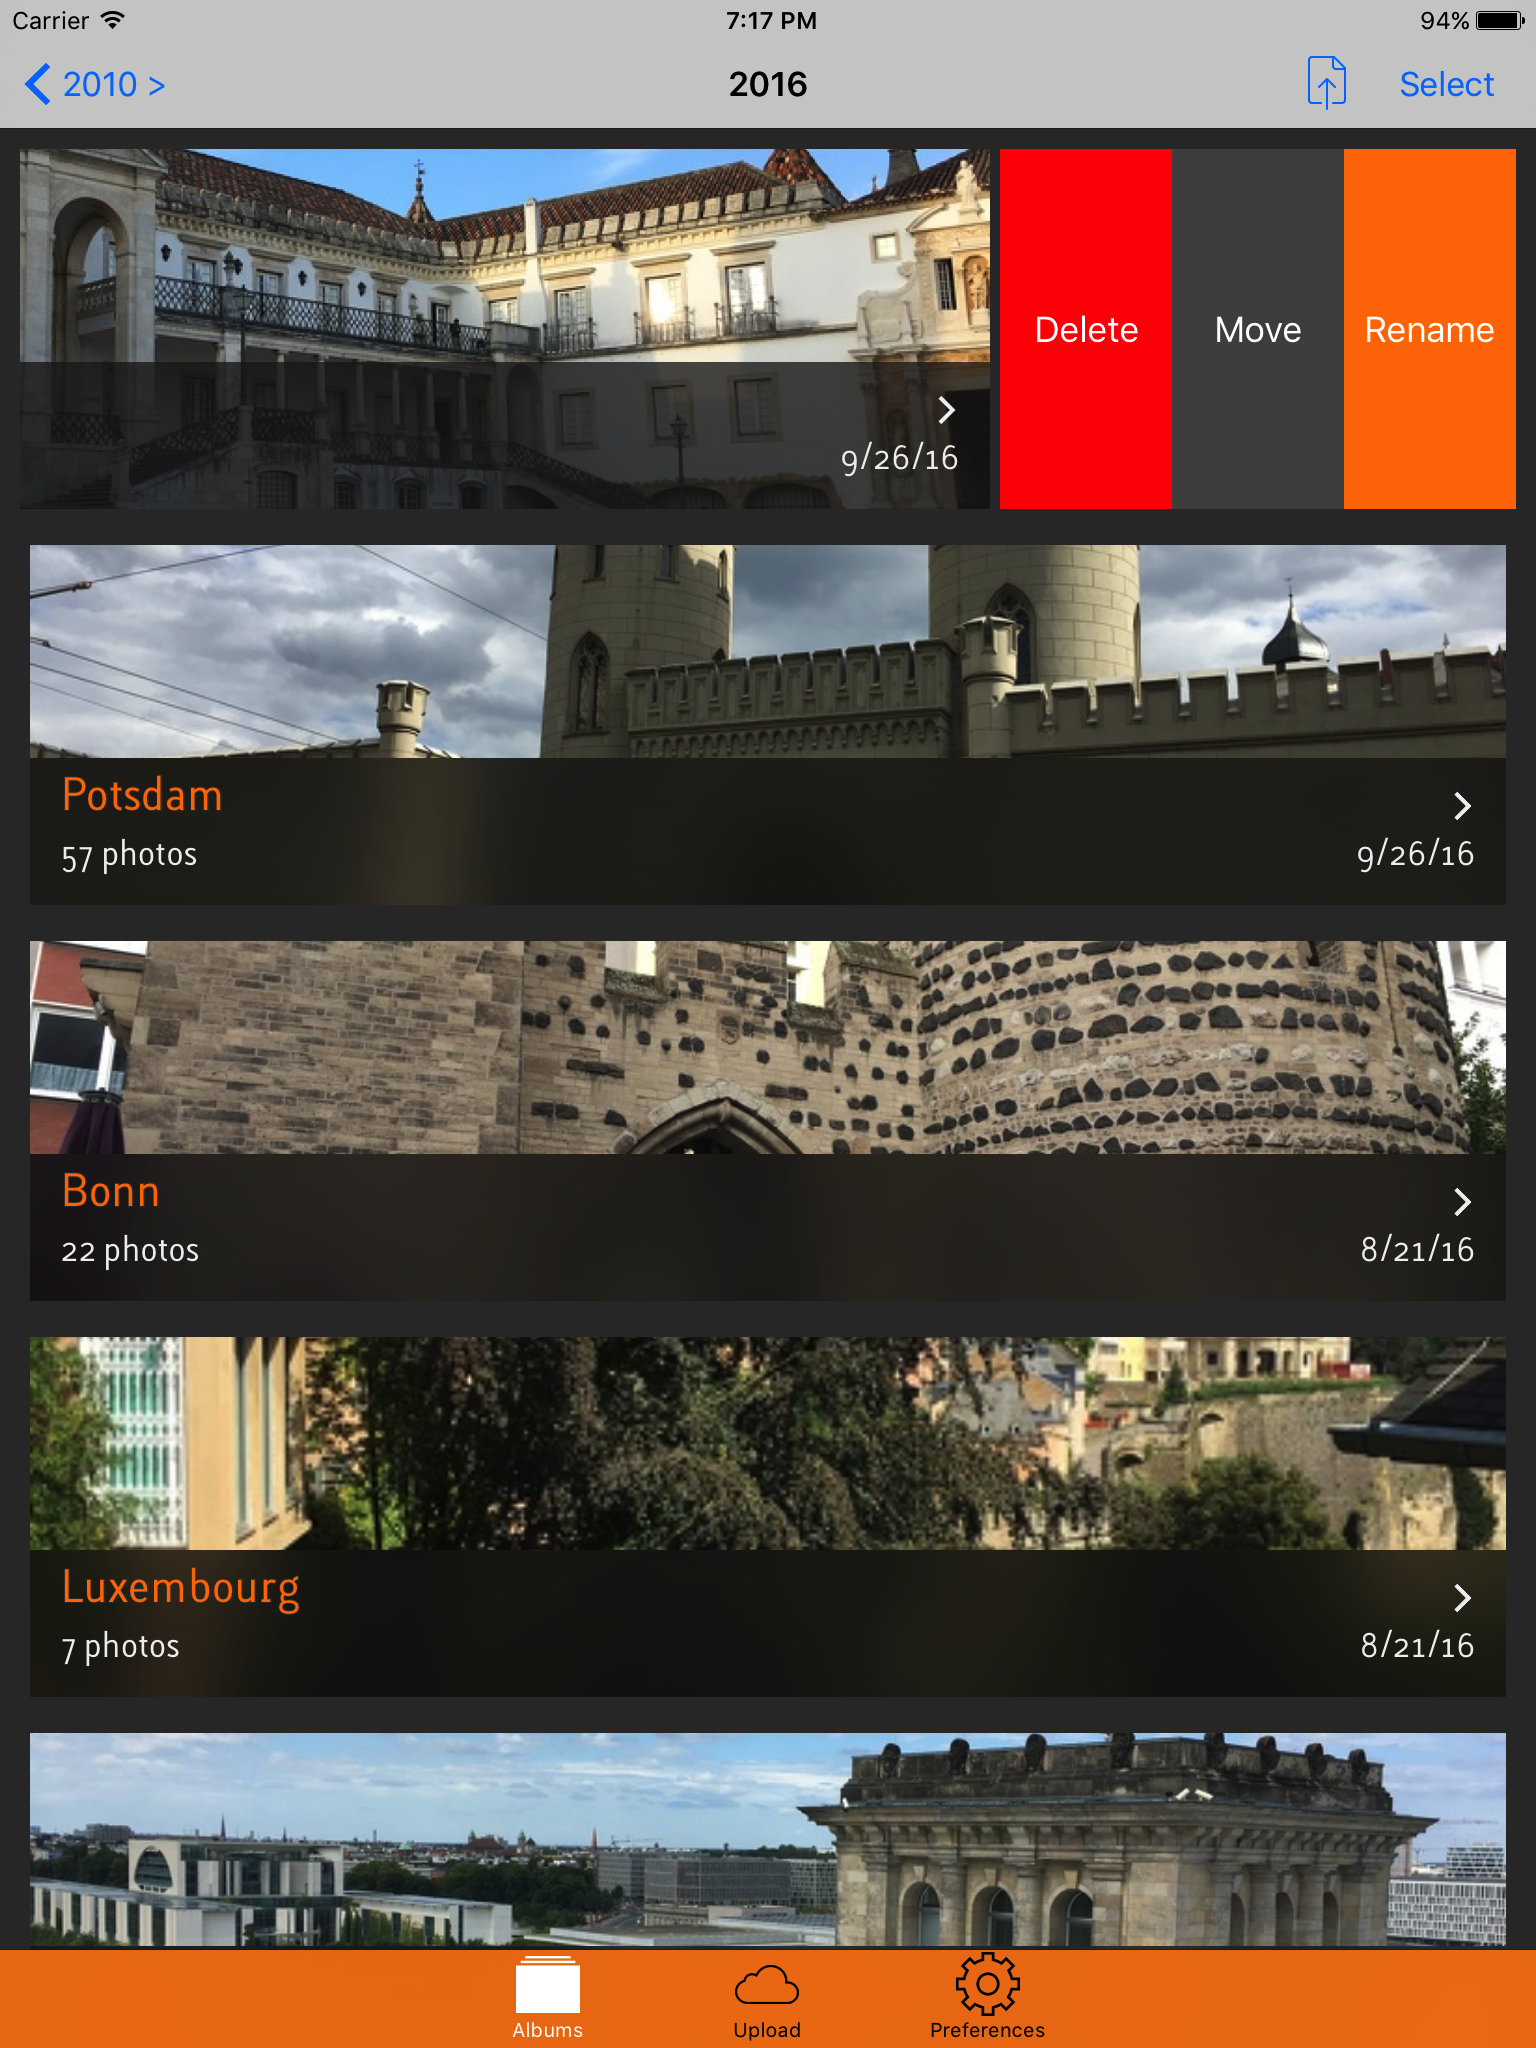 Carrier 7:17 PM 94%
2010 > 2016 Select
Delete Move Rename
9/26/16
Potsdam
57 photos 9/26/16
Bonn
22 photos 8/21/16
Luxembourg
7 photos 8/21/16
Albums Upload Preferences